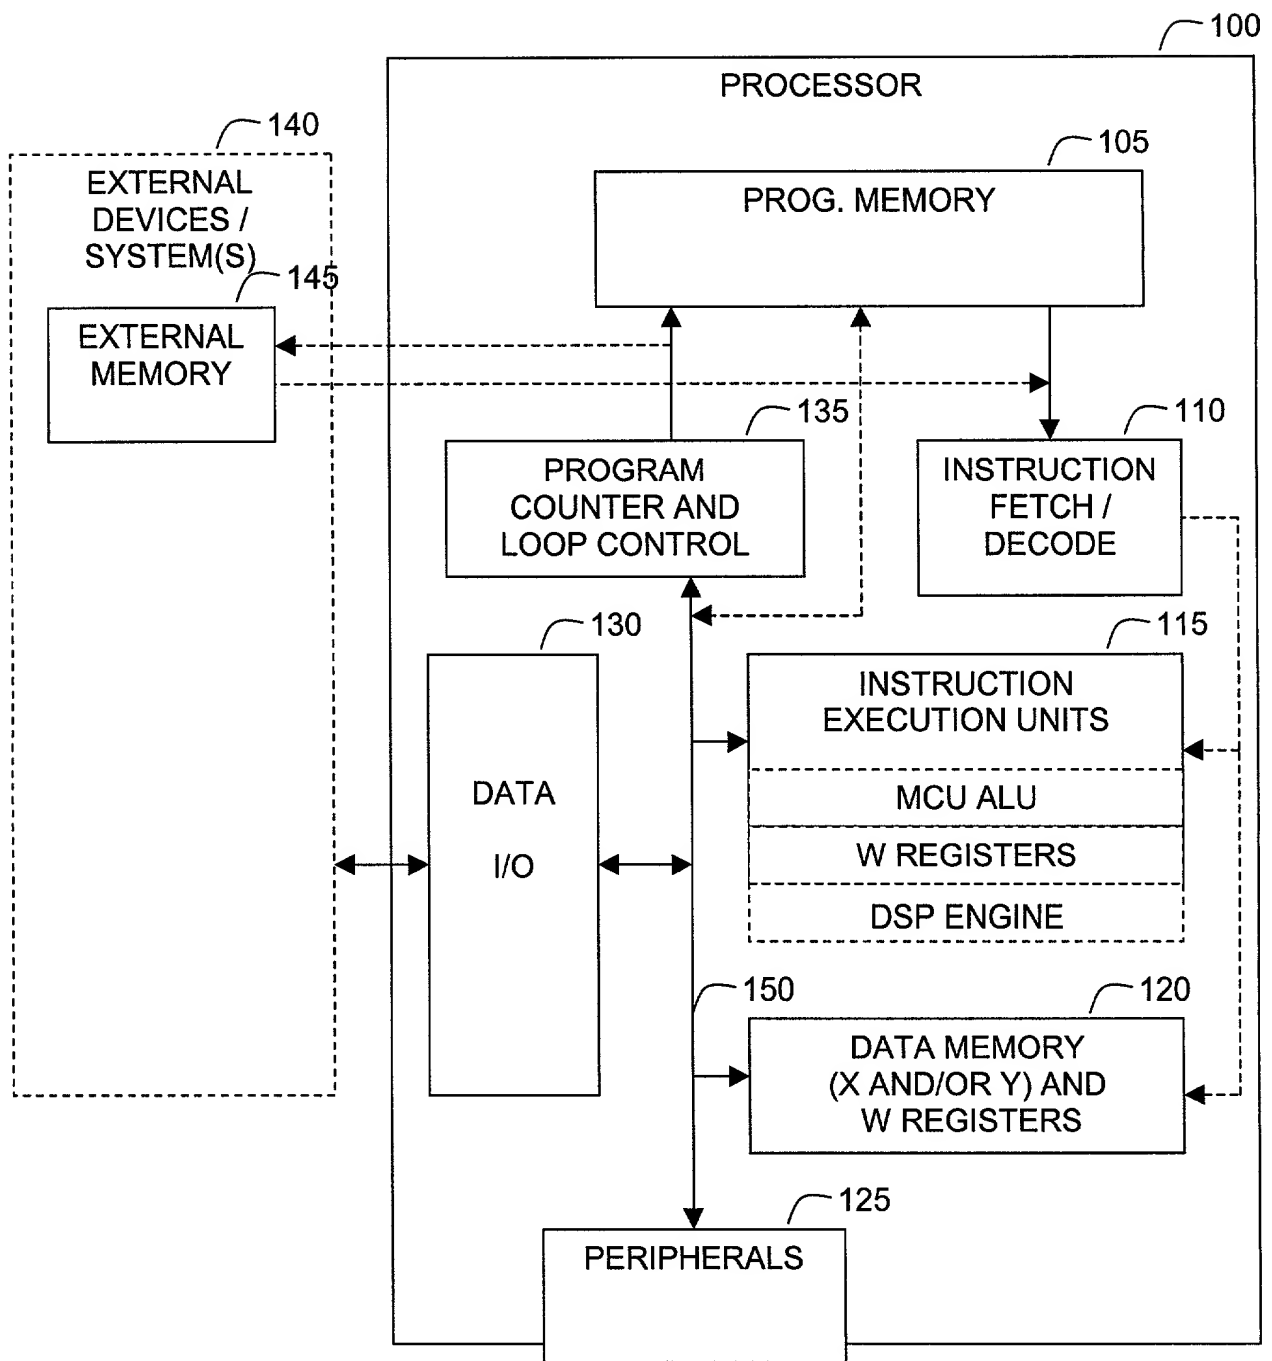 100
PROCESSOR
140
EXTERNAL
DEVICES /
SYSTEM(S)
105
PROG. MEMORY
145
EXTERNAL
MEMORY
135
PROGRAM
COUNTER AND
LOOP CONTROL
110
INSTRUCTION
FETCH /
DECODE
130
DATA
I/O
115
INSTRUCTION
EXECUTION UNITS
MCU ALU
W REGISTERS
DSP ENGINE
150
120
DATA MEMORY
(X AND/OR Y) AND
W REGISTERS
125
PERIPHERALS